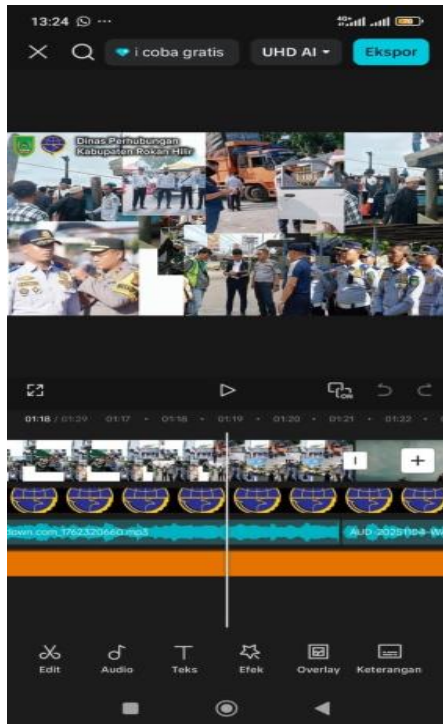 13:24
i coba gratis UHD AI Ekspor
Dinas Perhubungan
Kabupaten Rokan Hilir
ON
01:18 / 01:29 01:17 01:18 01:19 01:20 01:21 01:22
down.com_1762320660.mp3 AUD-20251104-WA
Edit Audio Teks Efek Overlay Keterangan